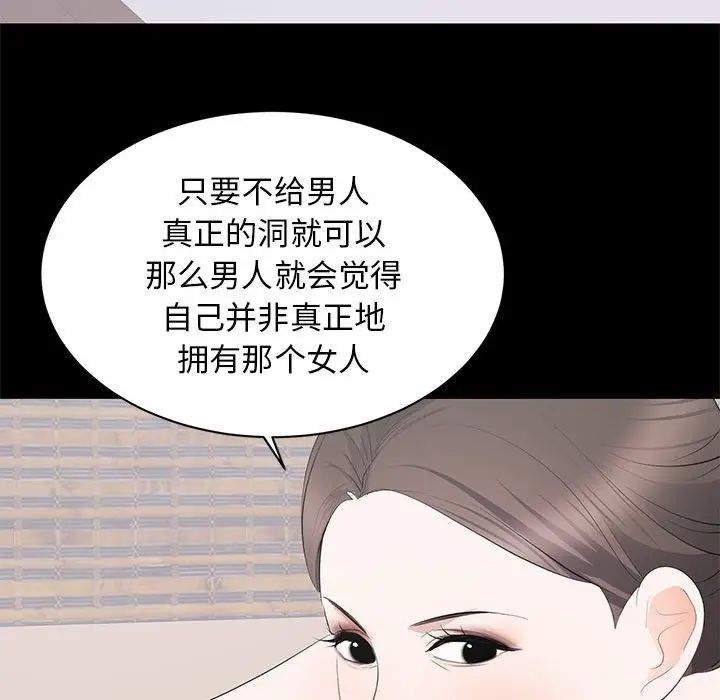 只要不给男人
真正的洞就可以
那么男人就会觉得
自己并非真正地
拥有那个女人